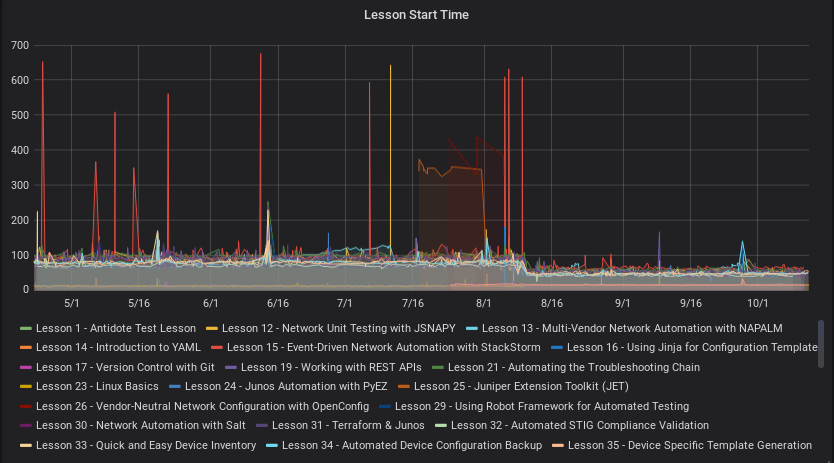 Lesson Start Time
700
600
500
400
300
200
100
0
5/1 5/16 6/1 6/16 7/1 7/16 8/1 8/16 9/1 9/16 10/1
Lesson 1 - Antidote Test Lesson Lesson 12 - Network Unit Testing with JSNAPY Lesson 13 - Multi-Vendor Network Automation with NAPALM
Lesson 14 - Introduction to YAML Lesson 15 - Event-Driven Network Automation with StackStorm Lesson 16 - Using Jinja for Configuration Template
Lesson 17 - Version Control with Git Lesson 19 - Working with REST APIs Lesson 21 - Automating the Troubleshooting Chain
Lesson 23 - Linux Basics Lesson 24 - Junos Automation with PyEZ Lesson 25 - Juniper Extension Toolkit (JET)
Lesson 26 - Vendor-Neutral Network Configuration with OpenConfig Lesson 29 - Using Robot Framework for Automated Testing
Lesson 30 - Network Automation with Salt Lesson 31 - Terraform & Junos Lesson 32 - Automated STIG Compliance Validation
Lesson 33 - Quick and Easy Device Inventory Lesson 34 - Automated Device Configuration Backup Lesson 35 - Device Specific Template Generation